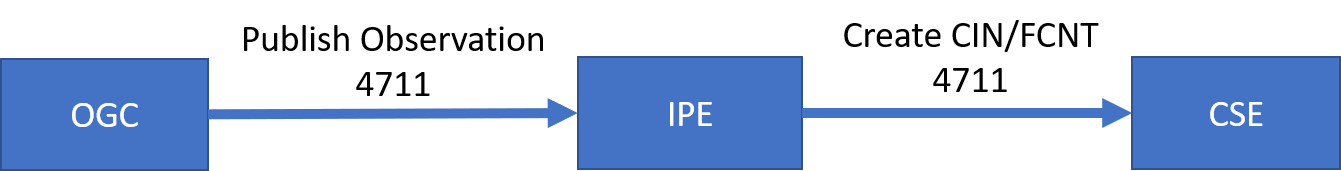 Publish Observation
4711
Create CIN/FCNT
4711
OGC
IPE
CSE